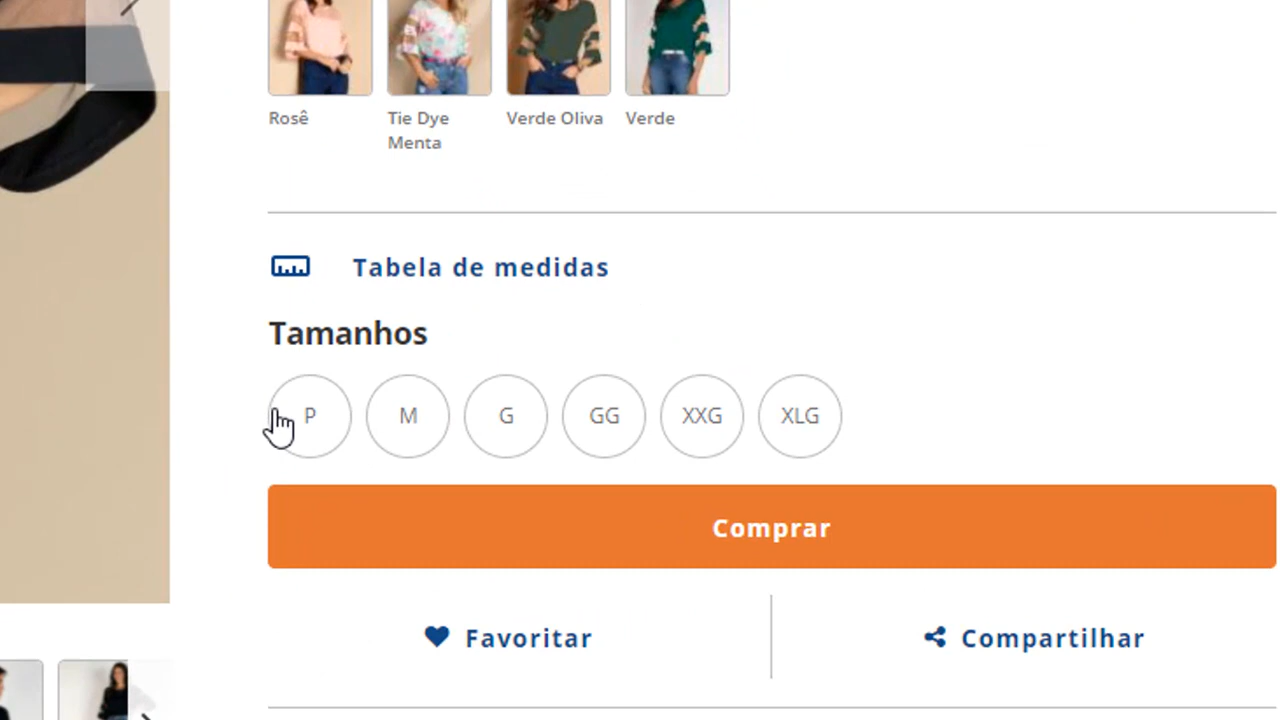 Rosê
Tie Dye
Menta
Verde Oliva
Verde
Tabela de medidas
Tamanhos
P M G GG XXG XLG
Comprar
Favoritar
Compartilhar